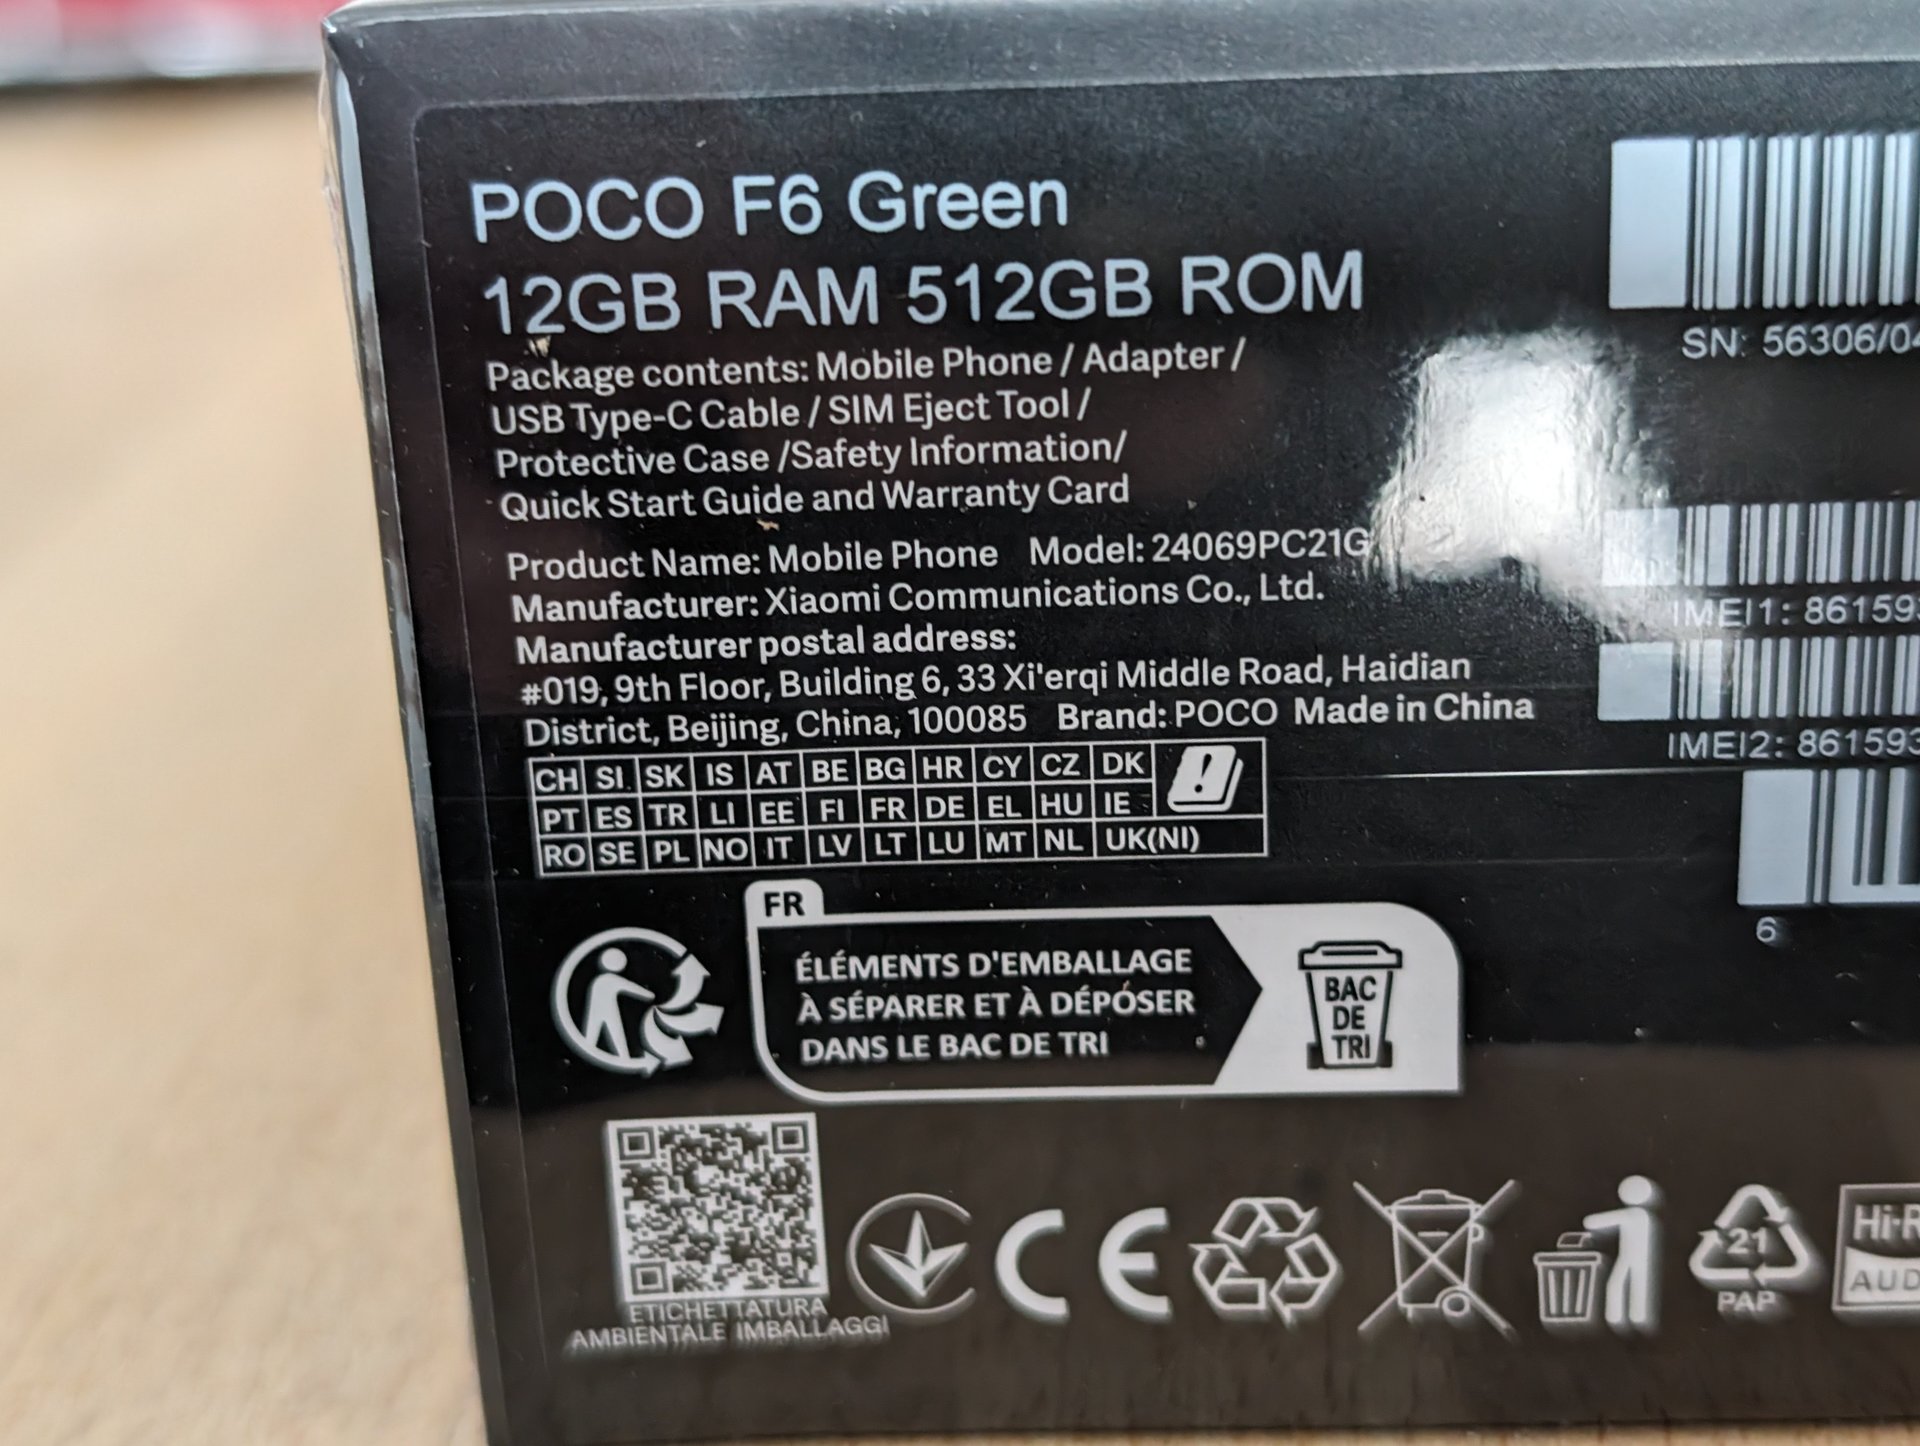 POCO F6 Green
12GB RAM 512GB ROM
Package contents: Mobile Phone / Adapter /
USB Type-C Cable / SIM Eject Tool /
Protective Case /Safety Information/
Quick Start Guide and Warranty Card
Product Name: Mobile Phone Model: 24069PC21G
Manufacturer: Xiaomi Communications Co., Ltd.
Manufacturer postal address:
#019, 9th Floor, Building 6, 33 Xi'erqi Middle Road, Haidian
District, Beijing, China, 100085 Brand: POCO Made in China
CH SI SK IS AT BE BG HR CY CZ DK
PT ES TR LI EE FI FR DE EL HU IE
RO SE PL NO IT LV LT LU MT NL UK(NI)
SN: 56306/04
IMEI1: 861593
IMEI2: 861593
6
FR
ÉLÉMENTS D'EMBALLAGE
À SÉPARER ET À DÉPOSER
DANS LE BAC DE TRI
BAC
DE
TRI
ETICHETTATURA
AMBIENTALE IMBALLAGGI
CE
21
PAP
Hi-R
AUD